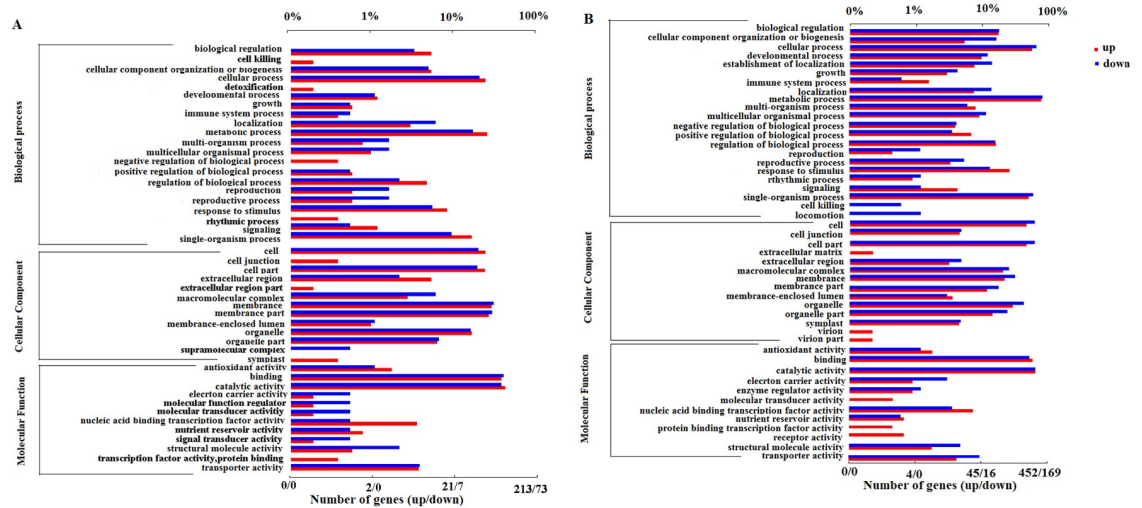 A
0% 1% 10% 100%
Biological process
biological regulation
cell killing
cellular component organization or biogenesis
cellular process
detoxification
developmental process
growth
immune system process
localization
metabolic process
multi-organism process
multicellular organismal process
negative regulation of biological process
positive regulation of biological process
regulation of biological process
reproduction
reproductive process
response to stimulus
rhythmic process
signaling
single-organism process
Cellular Component
cell
cell junction
cell part
extracellular region
extracellular region part
macromolecular complex
membrane
membrane part
membrane-enclosed lumen
organelle
organelle part
supramolecular complex
symplast
Molecular Function
antioxidant activity
binding
catalytic activity
elecrton carrier activity
molecular function regulator
molecular transducer activitiy
nucleic acid binding transcription factor activity
nutrient reservoir activity
signal transducer activity
structural molecule activity
transcription factor activity,protein binding
transporter activity
0/0 2/0 21/7 213/73
Number of genes (up/down)
B
0% 1% 10% 100%
up
down
Biological process
biological regulation
cellular component organization or biogenesis
cellular process
developmental process
establishment of localization
growth
immune system process
localization
metabolic process
multi-organism process
multicellular organismal process
negative regulation of biological process
positive regulation of biological process
regulation of biological process
reproduction
reproductive process
response to stimulus
rthythmic process
signaling
single-organism process
cell killing
locomotion
Cellular Component
cell
cell junction
cell part
extracellular matrix
extracellular region
macromolecular complex
membrane
membrane part
membrane-enclosed lumen
organelle
organelle part
symplast
virion
virion part
Molecular Function
antioxidant activity
binding
catalytic activity
elecrton carrier activity
enzyme regulator activity
molecular transducer activity
nucleic acid binding transcription factor activity
nutrient reservoir activity
protein binding transcription factor activity
receptor activity
structural molecule activity
transporter activity
0/0 4/0 45/16 452/169
Number of genes (up/down)